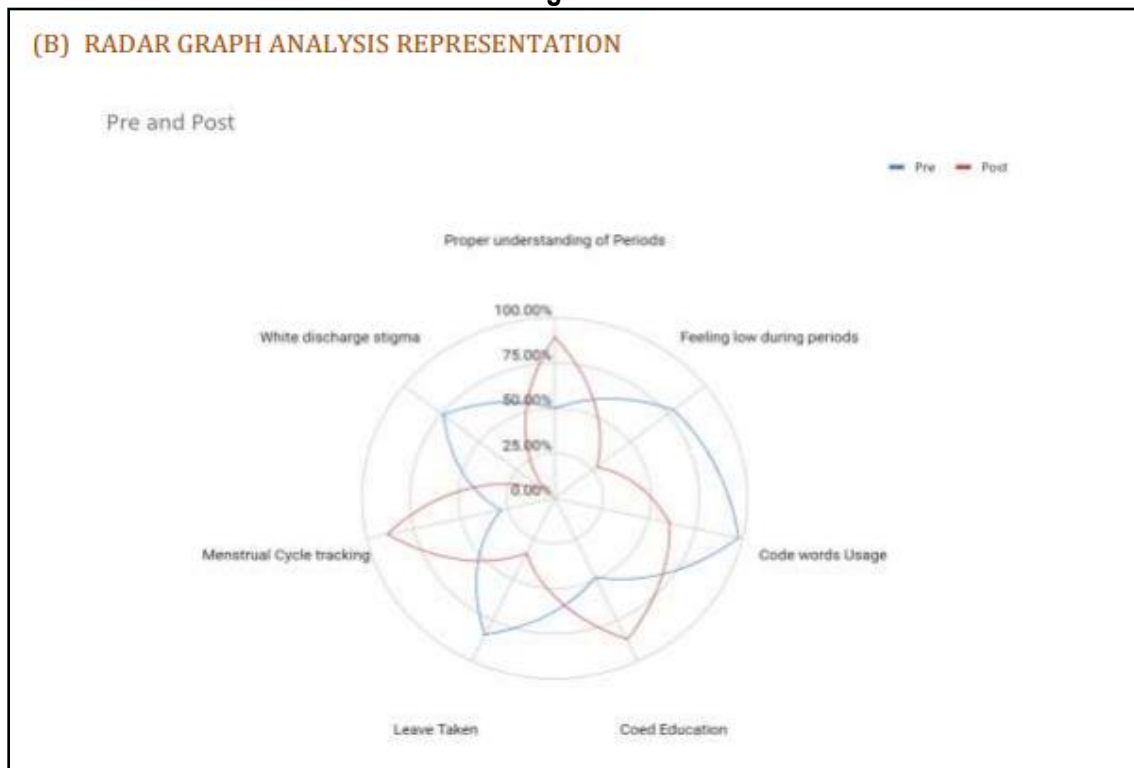 (B) RADAR GRAPH ANALYSIS REPRESENTATION
Pre and Post
Pre Post
Proper understanding of Periods
100.00%
White discharge stigma
Feeling low during periods
75.00%
50.00%
25.00%
0.00%
Menstrual Cycle tracking
Code words Usage
Leave Taken
Coed Education